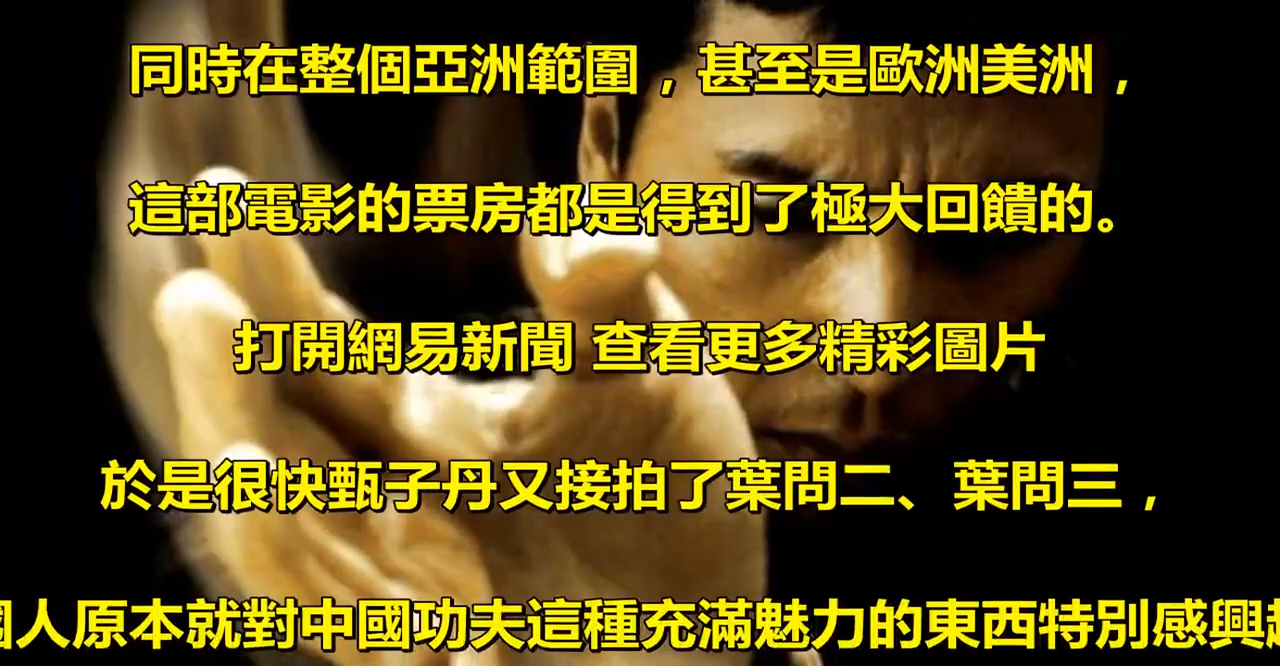 同時在整個亞洲範圍，甚至是歐洲美洲，
這部電影的票房都是得到了極大回饋的。
打開網易新聞 查看更多精彩圖片
於是很快甄子丹又接拍了葉問二、葉問三，
人原本就對中國功夫這種充滿魅力的東西特別感興